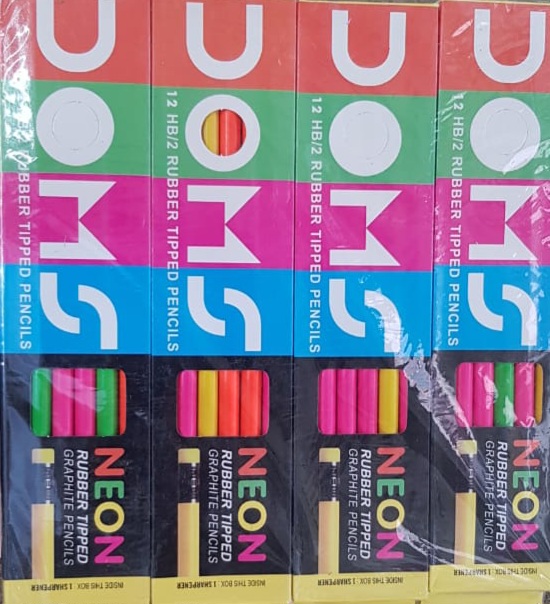 DOMS
RUBBER TIPPED PENCILS
NEON
RUBBER TIPPED
GRAPHITE PENCILS
INSIDE THIS BOX 1 SHARPENER
DOMS
12 HB/2 RUBBER TIPPED PENCILS
NEON
RUBBER TIPPED
GRAPHITE PENCILS
INSIDE THIS BOX 1 SHARPENER
DOMS
12 HB/2 RUBBER TIPPED PENCILS
NEON
RUBBER TIPPED
GRAPHITE PENCILS
INSIDE THIS BOX 1 SHARPENER
DOMS
12 HB/2 RUBBER TIPPED PENCILS
NEON
RUBBER TIPPED
GRAPHITE PENCILS
INSIDE THIS BOX 1 SHARPENER